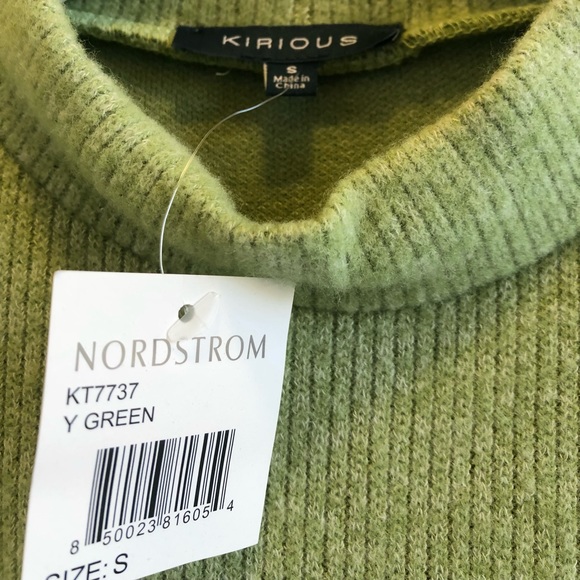 KIRIOUS
S
Made in
China
NORDSTROM
KT7737
Y GREEN
8 50023 81605 4
SIZE: S